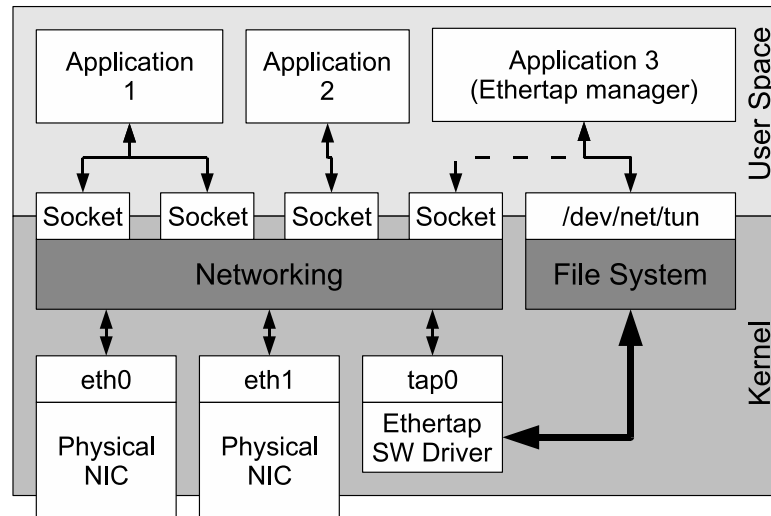 Application
1
Application
2
Application 3
(Ethertap manager)
User Space
Socket
Socket
Socket
Socket
/dev/net/tun
Networking
File System
Kernel
eth0
eth1
tap0
Physical
NIC
Physical
NIC
Ethertap
SW Driver